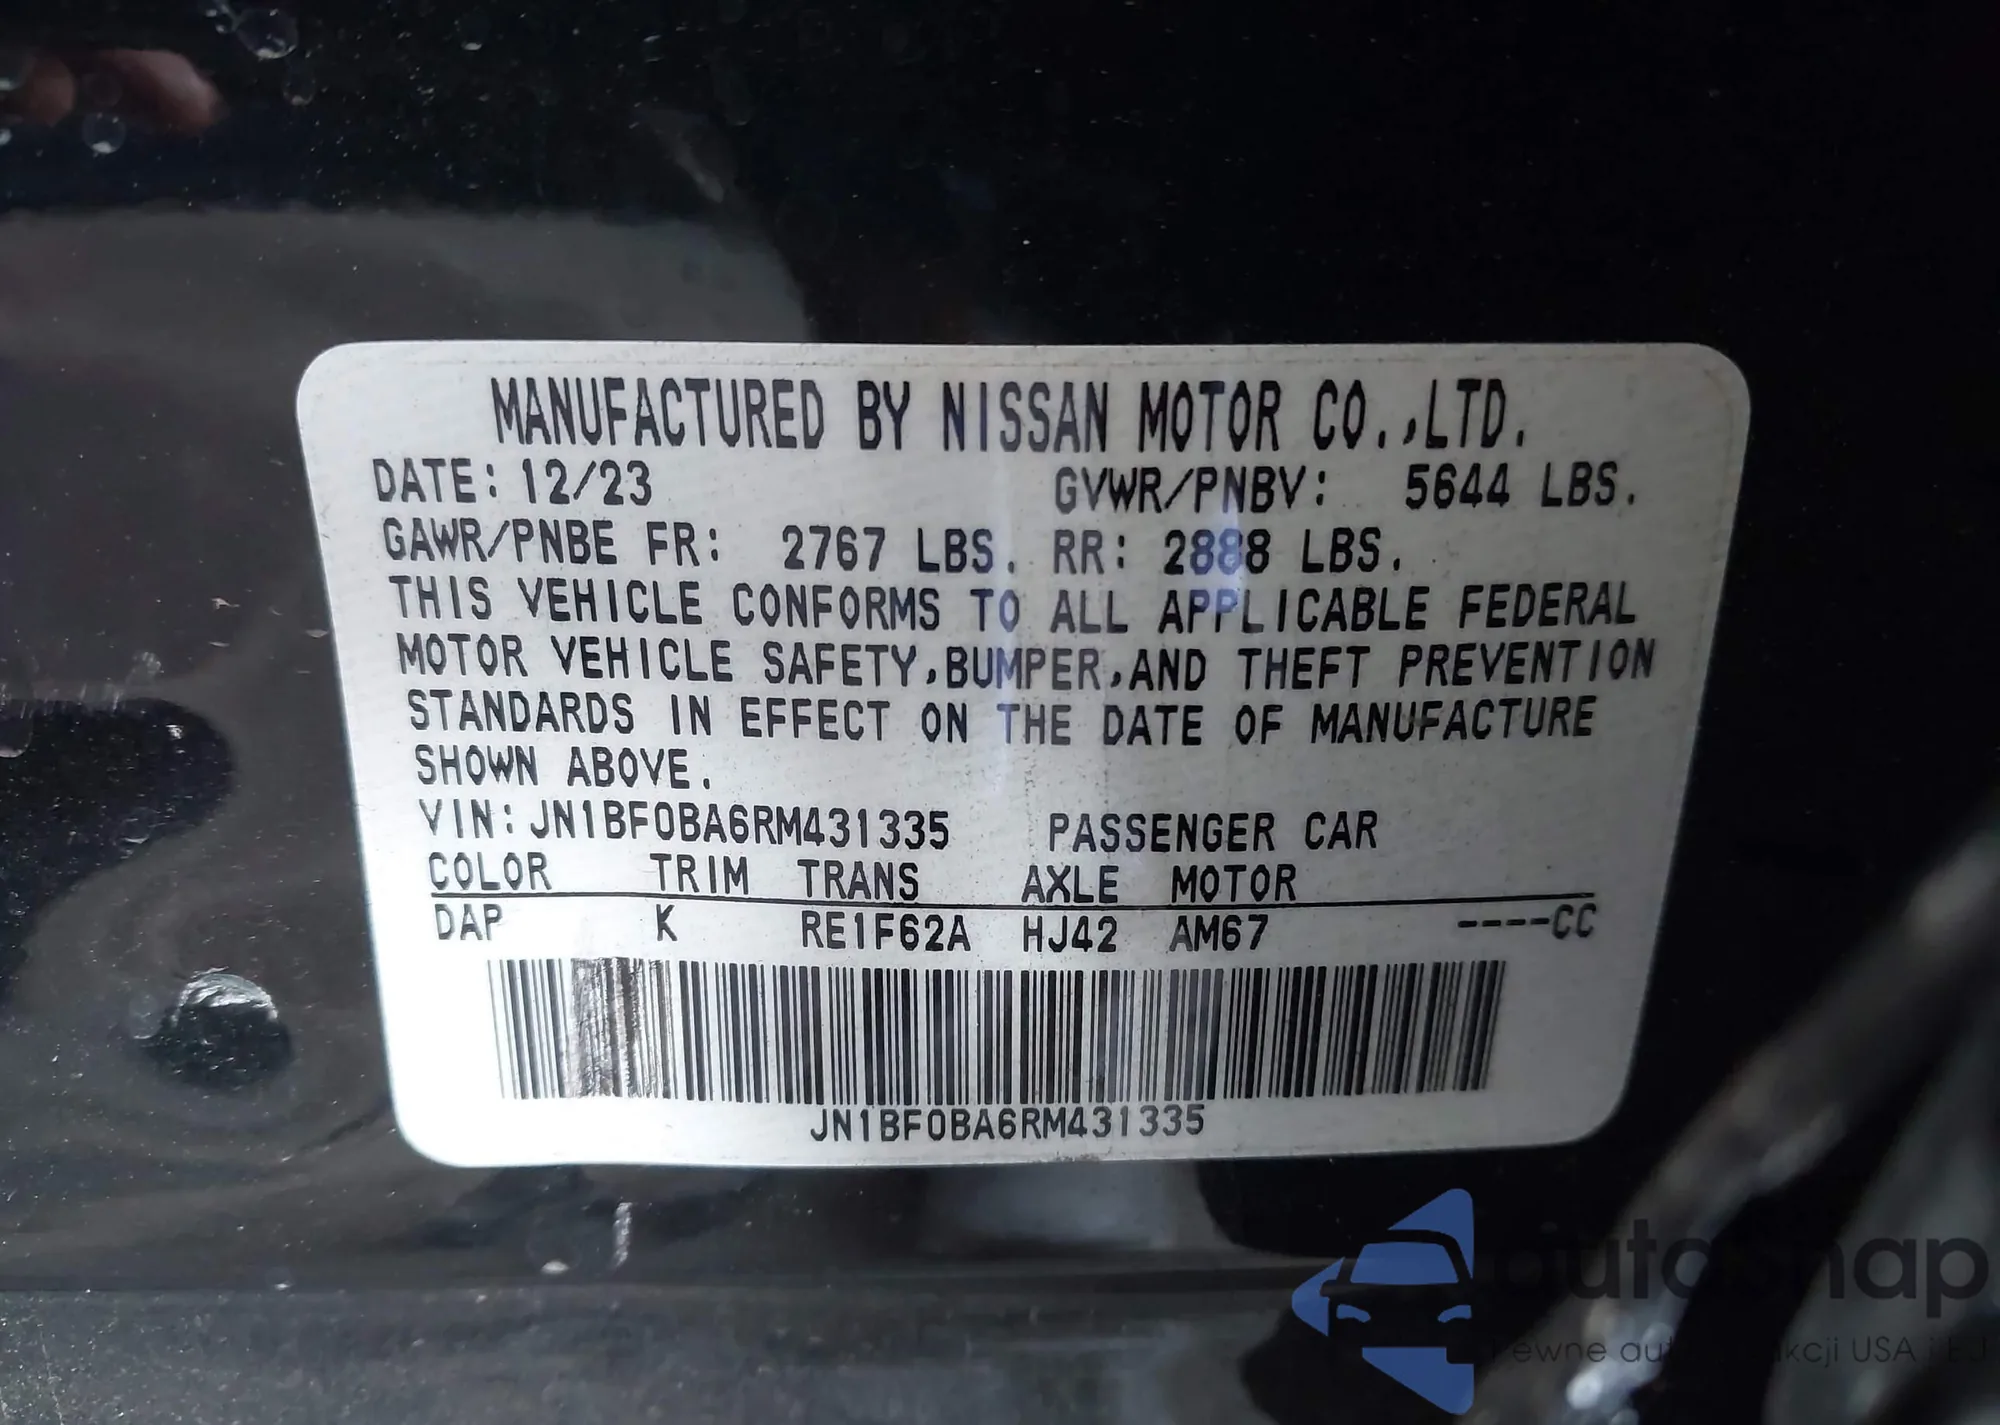 MANUFACTURED BY NISSAN MOTOR CO.,LTD.
DATE: 12/23 GVWR/PNBV: 5644 LBS.
GAWR/PNBE FR: 2767 LBS. RR: 2888 LBS.
THIS VEHICLE CONFORMS TO ALL APPLICABLE FEDERAL
MOTOR VEHICLE SAFETY,BUMPER,AND THEFT PREVENTION
STANDARDS IN EFFECT ON THE DATE OF MANUFACTURE
SHOWN ABOVE.
VIN: JN1BF0BA6RM431335 PASSENGER CAR
COLOR TRIM TRANS AXLE MOTOR
DAP K RE1F62A HJ42 AM67 ----CC
JN1BF0BA6RM431335
autosnap
USA i